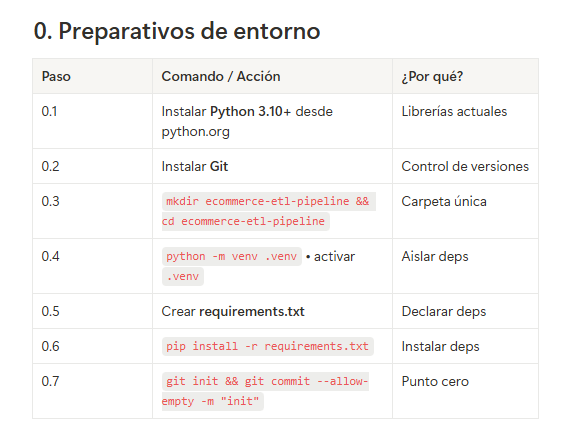 0. Preparativos de entorno
Paso Comando / Acción ¿Por qué?
0.1 Instalar Python 3.10+ desde Librerías actuales
python.org
0.2 Instalar Git Control de versiones
0.3 mkdir ecommerce-etl-pipeline && Carpeta única
cd ecommerce-etl-pipeline
0.4 python -m venv .venv • activar Aislar deps
.venv
0.5 Crear requirements.txt Declarar deps
0.6 pip install -r requirements.txt Instalar deps
0.7 git init && git commit --allow- Punto cero
empty -m "init"